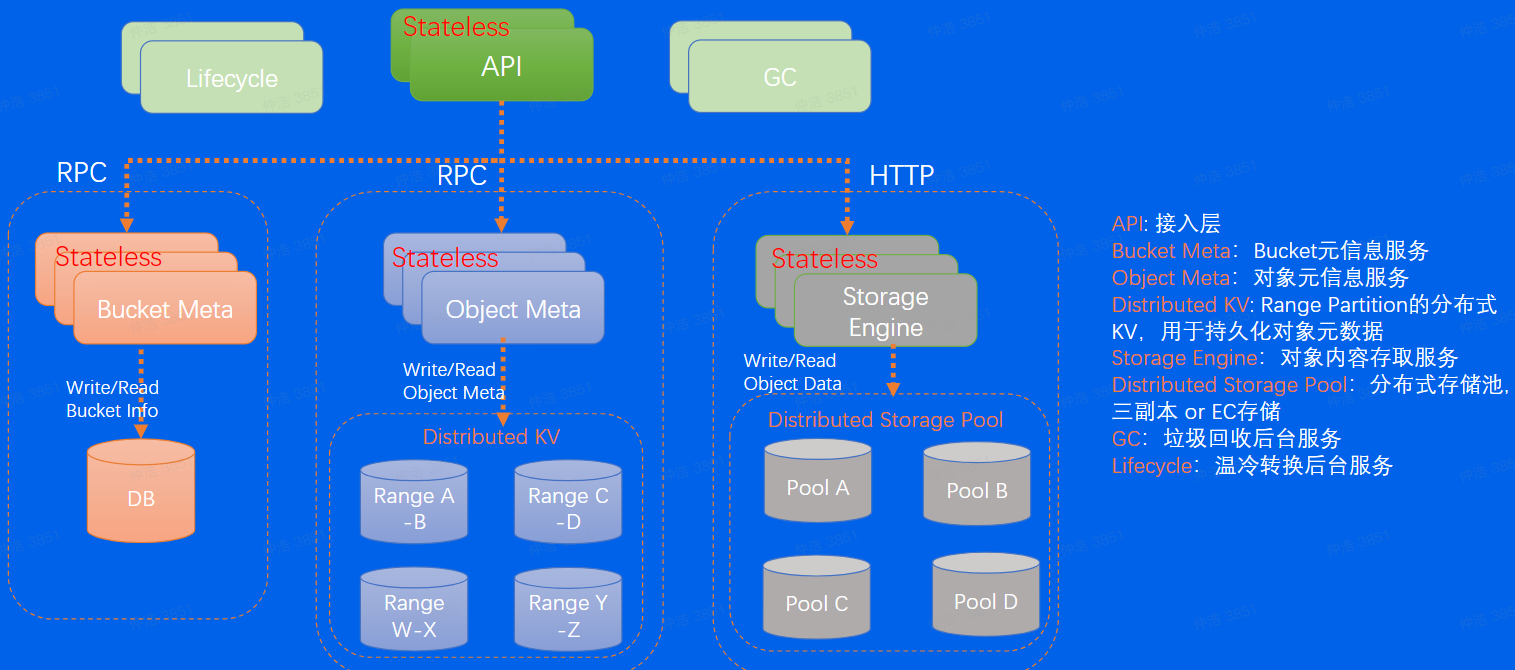 Stateless
Lifecycle
API
GC
RPC
RPC
HTTP
Stateless
Bucket Meta
Stateless
Object Meta
Stateless
Storage
Engine
Write/Read
Bucket Info
Write/Read
Object Meta
Write/Read
Object Data
DB
Distributed KV
Range A
-B
Range C
-D
Range
W-X
Range Y
-Z
Distributed Storage Pool
Pool A
Pool B
Pool C
Pool D
API: 接入层
Bucket Meta：Bucket元信息服务
Object Meta：对象元信息服务
Distributed KV: Range Partition的分布式
KV，用于持久化对象元数据
Storage Engine：对象内容存取服务
Distributed Storage Pool：分布式存储池,
三副本 or EC存储
GC：垃圾回收后台服务
Lifecycle：温冷转换后台服务